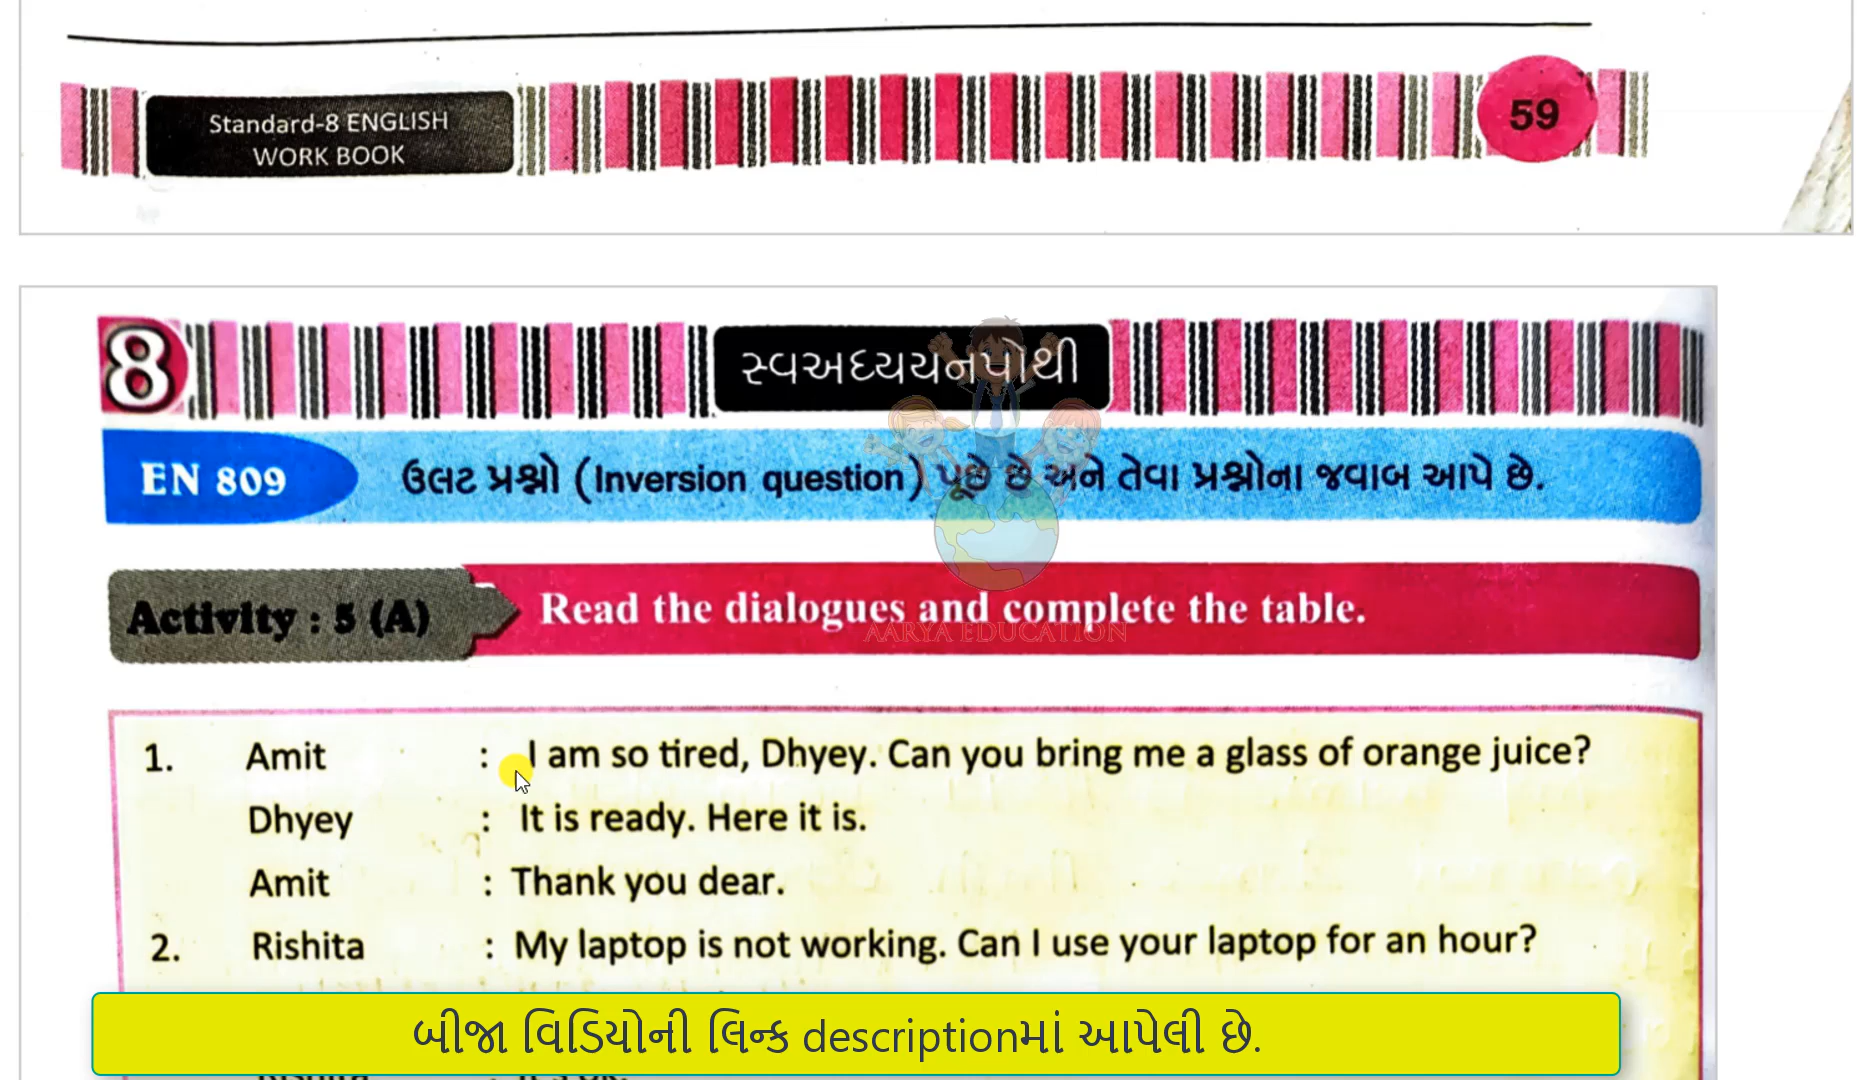 Standard-8 ENGLISH
WORK BOOK
59
8
સ્વઅધ્યયનપોથી
EN 809
ઉલટ પ્રશ્નો (Inversion question) પૂછે છે અને તેવા પ્રશ્નોના જવાબ આપે છે.
Activity : 5 (A)
Read the dialogues and complete the table.
AARYA EDUCATION
1. Amit : I am so tired, Dhyey. Can you bring me a glass of orange juice?
Dhyey : It is ready. Here it is.
Amit : Thank you dear.
2. Rishita : My laptop is not working. Can I use your laptop for an hour?
બીજા વિડિયોની લિન્ક descriptionમાં આપેલી છે.